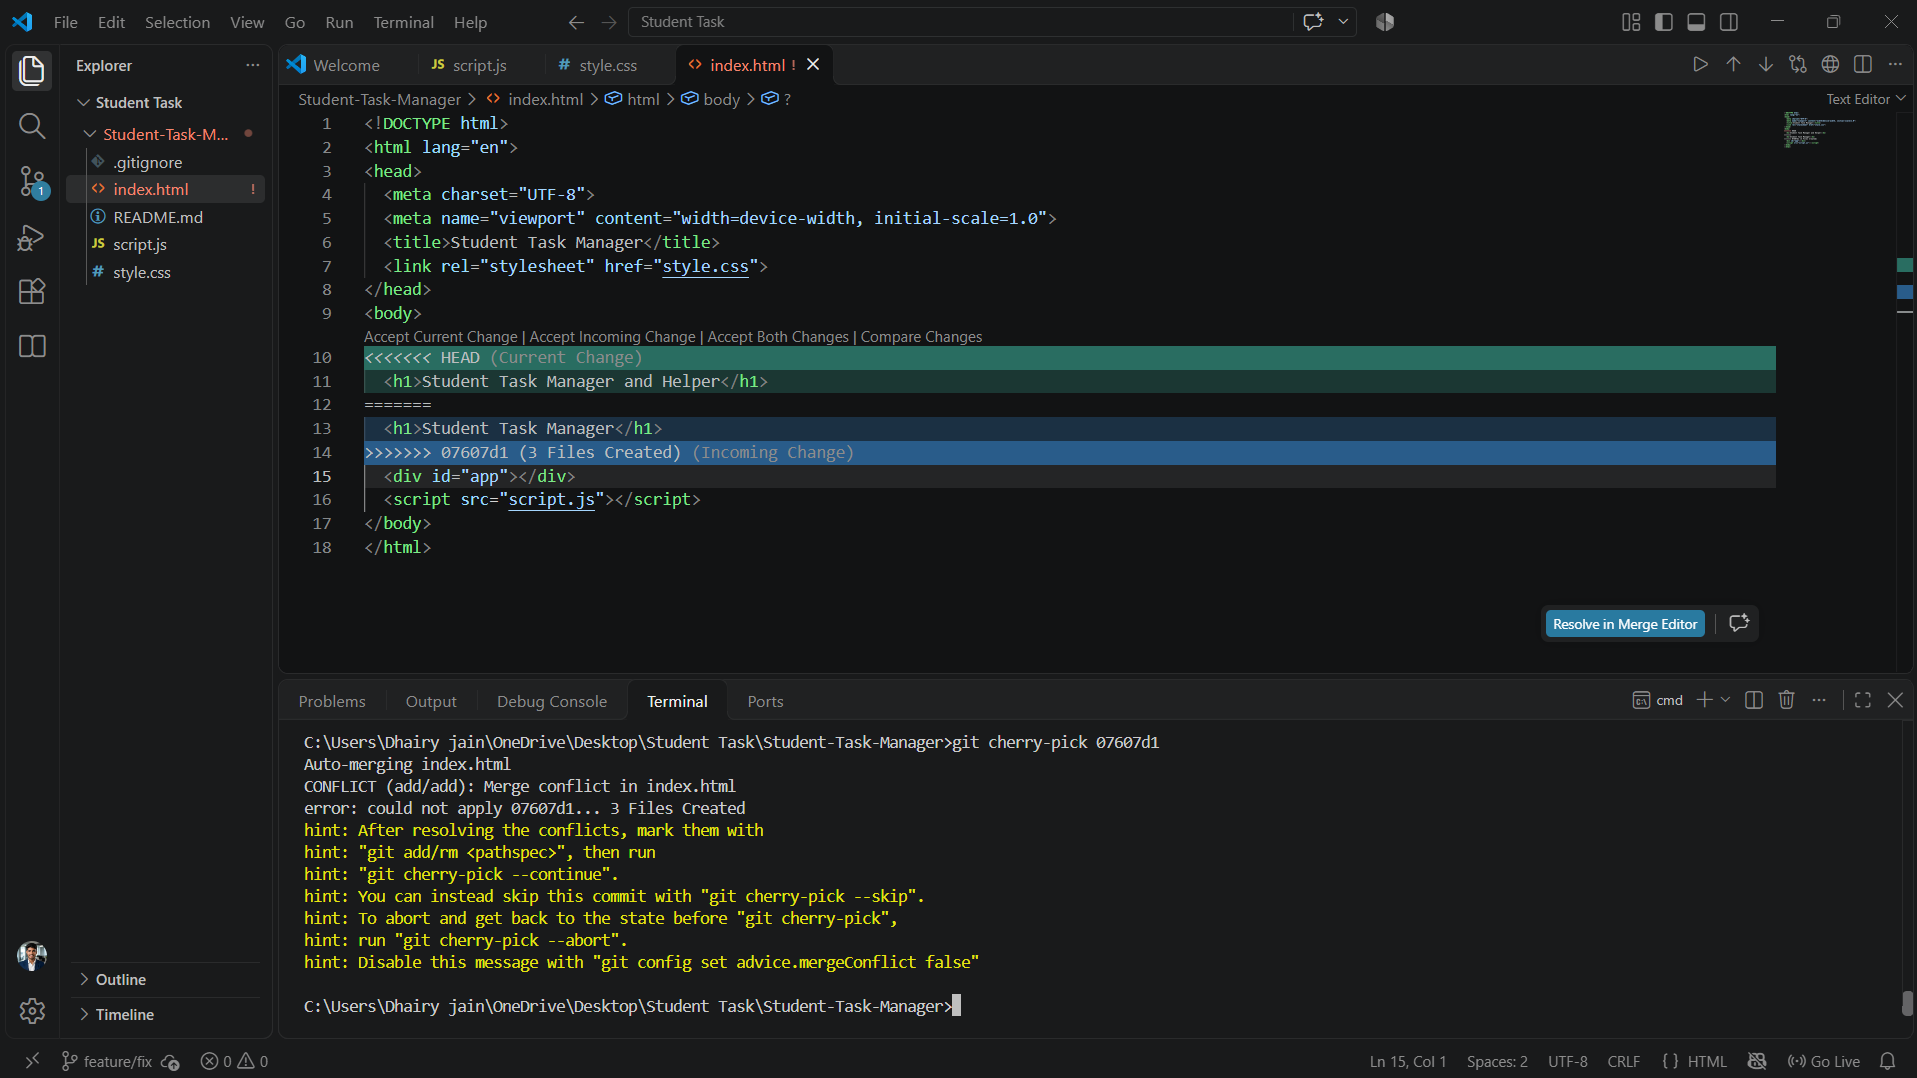 File Edit Selection View Go Run Terminal Help
Student Task
Explorer
Student Task
Student-Task-M...
.gitignore
index.html !
README.md
JS script.js
# style.css
Outline
Timeline
1
Welcome
JS script.js
# style.css
index.html !
Student-Task-Manager > index.html > html > body > ?
Text Editor
1 <!DOCTYPE html>
2 <html lang="en">
3 <head>
4 <meta charset="UTF-8">
5 <meta name="viewport" content="width=device-width, initial-scale=1.0">
6 <title>Student Task Manager</title>
7 <link rel="stylesheet" href="style.css">
8 </head>
9 <body>
Accept Current Change | Accept Incoming Change | Accept Both Changes | Compare Changes
10 <<<<<<< HEAD (Current Change)
11 <h1>Student Task Manager and Helper</h1>
12 =======
13 <h1>Student Task Manager</h1>
14 >>>>>>> 07607d1 (3 Files Created) (Incoming Change)
15 <div id="app"></div>
16 <script src="script.js"></script>
17 </body>
18 </html>
Resolve in Merge Editor
Problems Output Debug Console Terminal Ports
cmd
C:\Users\Dhairy jain\OneDrive\Desktop\Student Task\Student-Task-Manager>git cherry-pick 07607d1
Auto-merging index.html
CONFLICT (add/add): Merge conflict in index.html
error: could not apply 07607d1... 3 Files Created
hint: After resolving the conflicts, mark them with
hint: "git add/rm <pathspec>", then run
hint: "git cherry-pick --continue".
hint: You can instead skip this commit with "git cherry-pick --skip".
hint: To abort and get back to the state before "git cherry-pick",
hint: run "git cherry-pick --abort".
hint: Disable this message with "git config set advice.mergeConflict false"
C:\Users\Dhairy jain\OneDrive\Desktop\Student Task\Student-Task-Manager>
feature/fix 0 0 Ln 15, Col 1 Spaces: 2 UTF-8 CRLF {} HTML Go Live